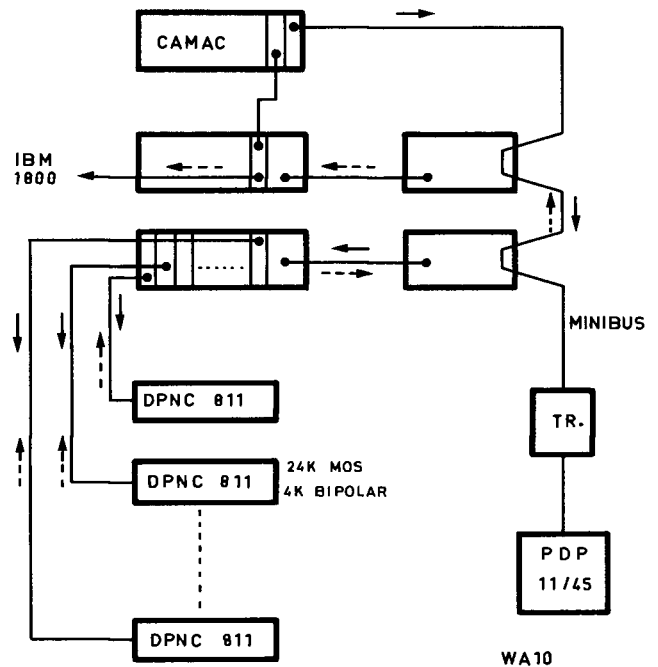 CAMAC
IBM
1800
MINIBUS
DPNC 811
TR.
DPNC 811
24K MOS
4K BIPOLAR
PDP
11/45
DPNC 811
WA10